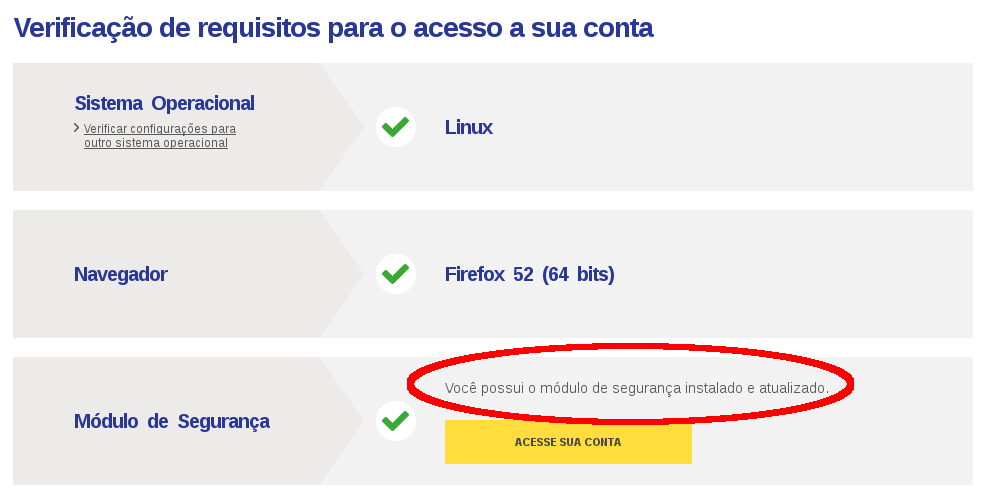 Verificação de requisitos para o acesso a sua conta
Sistema Operacional
Verificar configurações para
outro sistema operacional
Linux
Navegador
Firefox 52 (64 bits)
Módulo de Segurança
Você possui o módulo de segurança instalado e atualizado.
ACESSE SUA CONTA